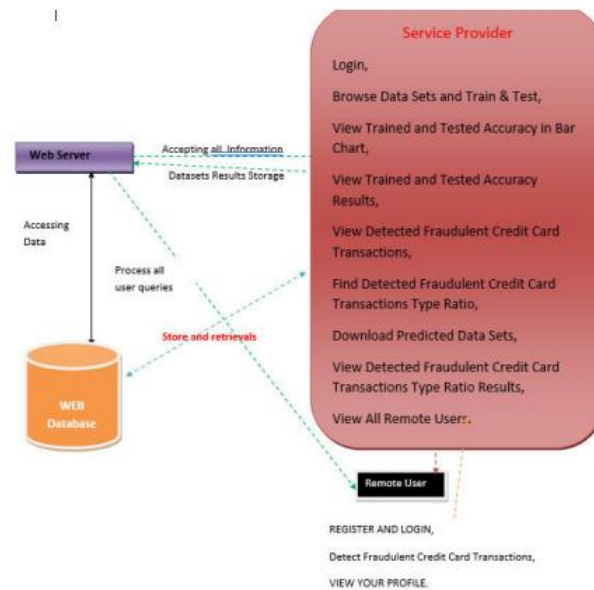 Service Provider
Login,
Browse Data Sets and Train & Test,
View Trained and Tested Accuracy in Bar
Chart,
View Trained and Tested Accuracy
Results,
View Detected Fraudulent Credit Card
Transactions,
Find Detected Fraudulent Credit Card
Transactions Type Ratio,
Download Predicted Data Sets,
View Detected Fraudulent Credit Card
Transactions Type Ratio Results,
View All Remote Users.
Web Server
Accepting all Information
Datasets Results Storage
Accessing
Data
Process all
user queries
Store and retrievals
WEB
Database
Remote User
REGISTER AND LOGIN,
Detect Fraudulent Credit Card Transactions,
VIEW YOUR PROFILE.